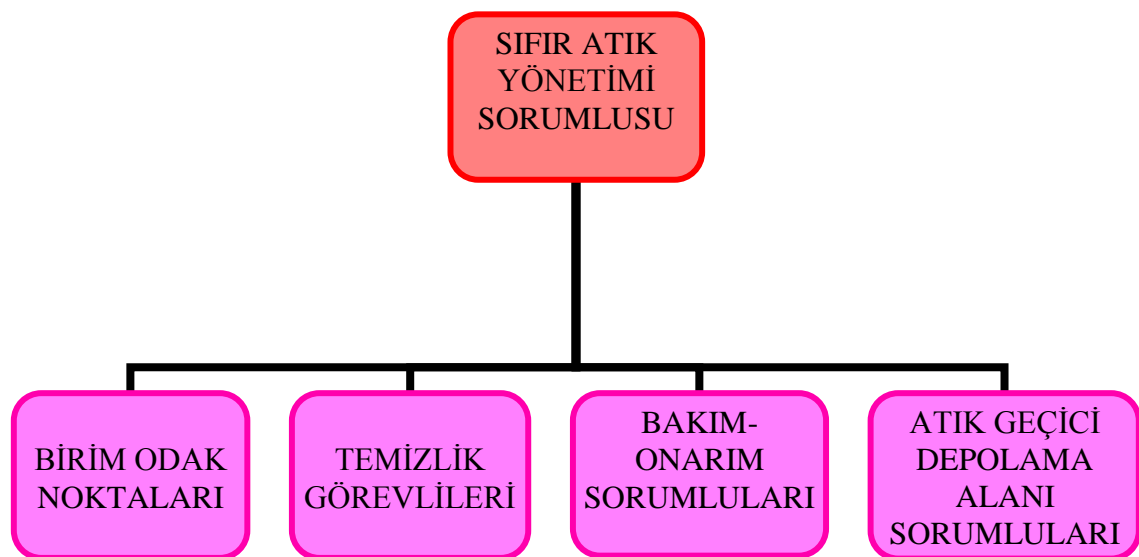 SIFIR ATIK
YÖNETİMİ
SORUMLUSU
BİRİM ODAK
NOKTALARI
TEMİZLİK
GÖREVLİLERİ
BAKIM-
ONARIM
SORUMLULARI
ATIK GEÇİCİ
DEPOLAMA
ALANI
SORUMLULARI